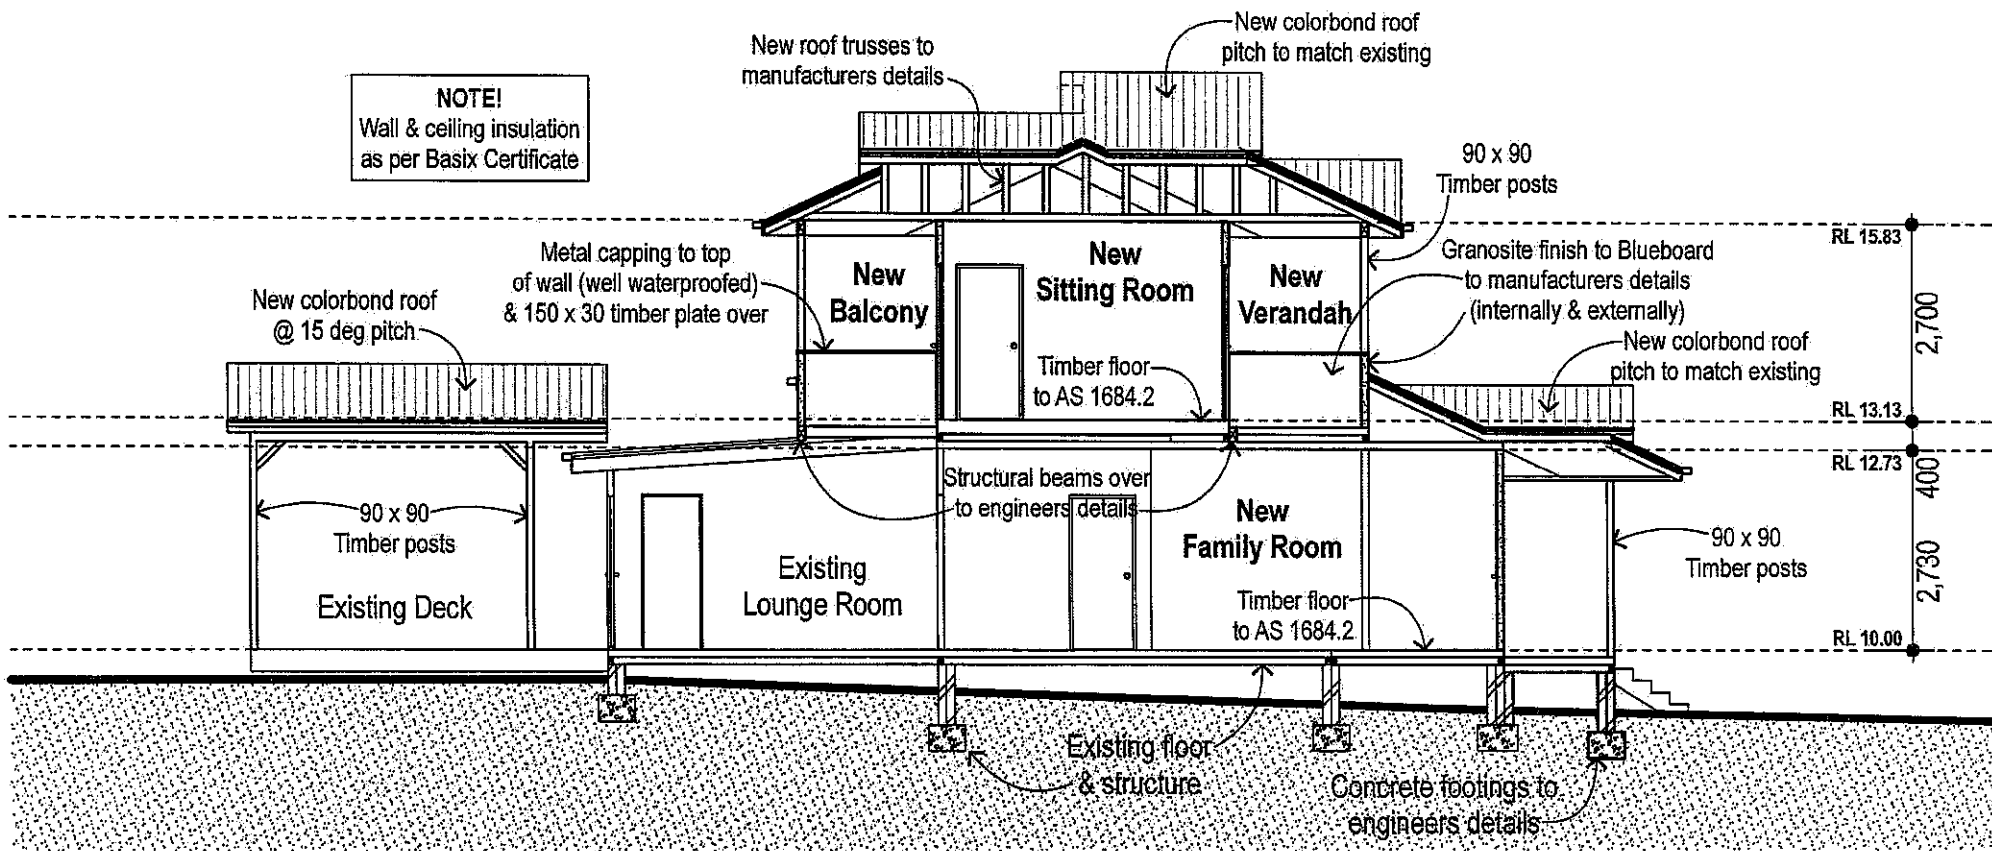 New colorbond roof
pitch to match existing
New roof trusses to
manufacturers details
NOTE!
Wall & ceiling insulation
as per Basix Certificate
90 x 90
Timber posts
RL 15.83
Metal capping to top
of wall (well waterproofed)
& 150 x 30 timber plate over
New
Balcony
New
Sitting Room
New
Verandah
Granosite finish to Blueboard
to manufacturers details
(internally & externally)
2,700
New colorbond roof
@ 15 deg pitch
New colorbond roof
pitch to match existing
Timber floor
to AS 1684.2
RL 13.13
RL 12.73
400
Structural beams over
to engineers details
90 x 90
Timber posts
Existing Deck
Existing
Lounge Room
New
Family Room
90 x 90
Timber posts
2,730
Timber floor
to AS 1684.2
RL 10.00
Existing floor
& structure
Concrete footings to
engineers details